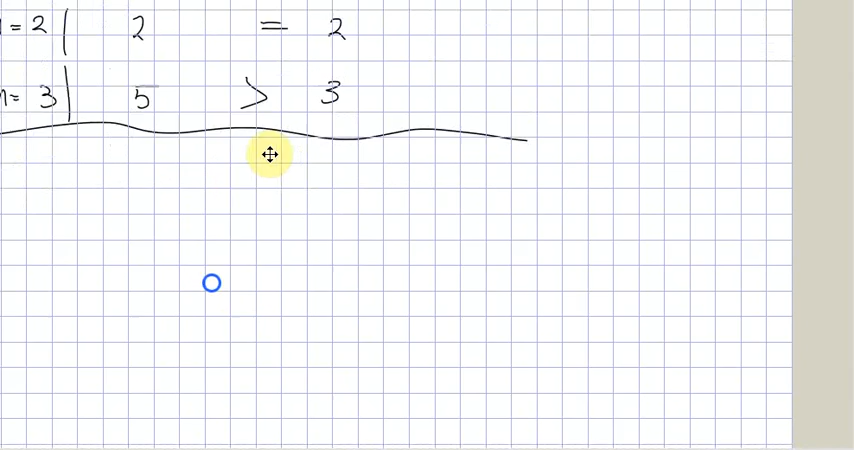 n = 2 | 2 = 2
n = 3 | 5 > 3